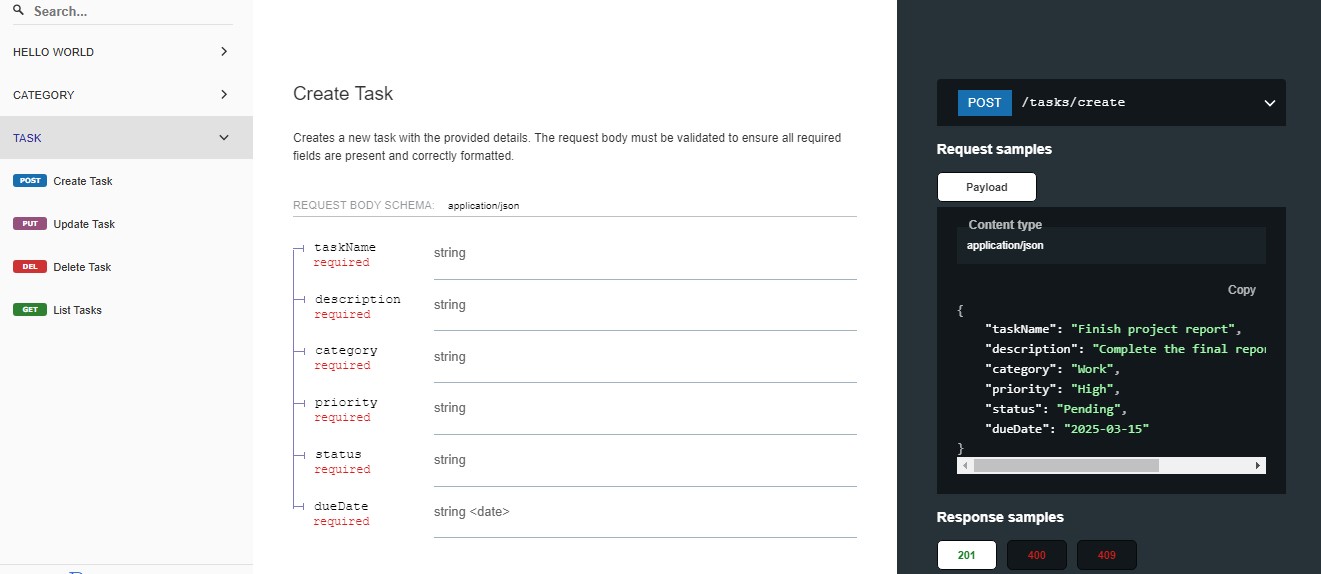 Search...
HELLO WORLD
CATEGORY
TASK
POST Create Task
PUT Update Task
DEL Delete Task
GET List Tasks
Create Task
Creates a new task with the provided details. The request body must be validated to ensure all required
fields are present and correctly formatted.
REQUEST BODY SCHEMA: application/json
taskName
required
string
description
required
string
category
required
string
priority
required
string
status
required
string
dueDate
required
string <date>
POST /tasks/create
Request samples
Payload
Content type
application/json
Copy
{
"taskName": "Finish project report",
"description": "Complete the final repor
"category": "Work",
"priority": "High",
"status": "Pending",
"dueDate": "2025-03-15"
}
Response samples
201 400 409